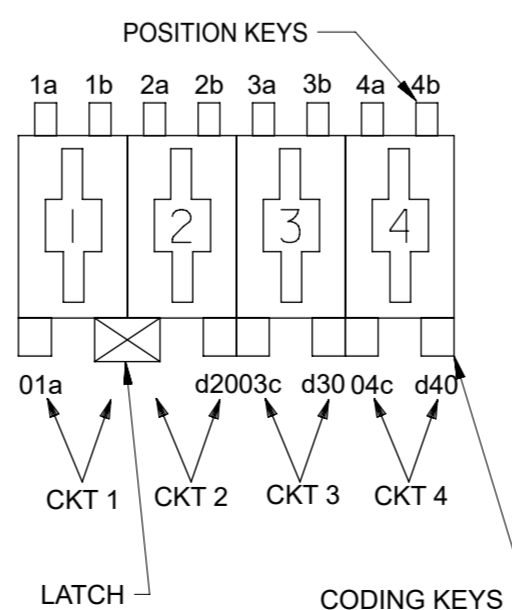 POSITION KEYS
1a 1b 2a 2b 3a 3b 4a 4b
1 2 3 4
01a d2003c d30 04c d40
CKT 1 CKT 2 CKT 3 CKT 4
LATCH CODING KEYS